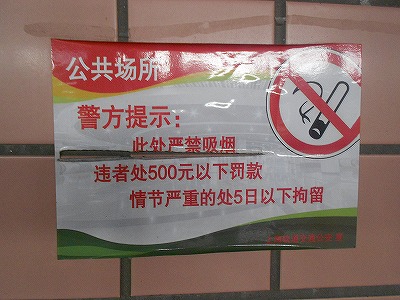 公共场所
警方提示：
此处严禁吸烟
违者处500元以下罚款
情节严重的处5日以下拘留